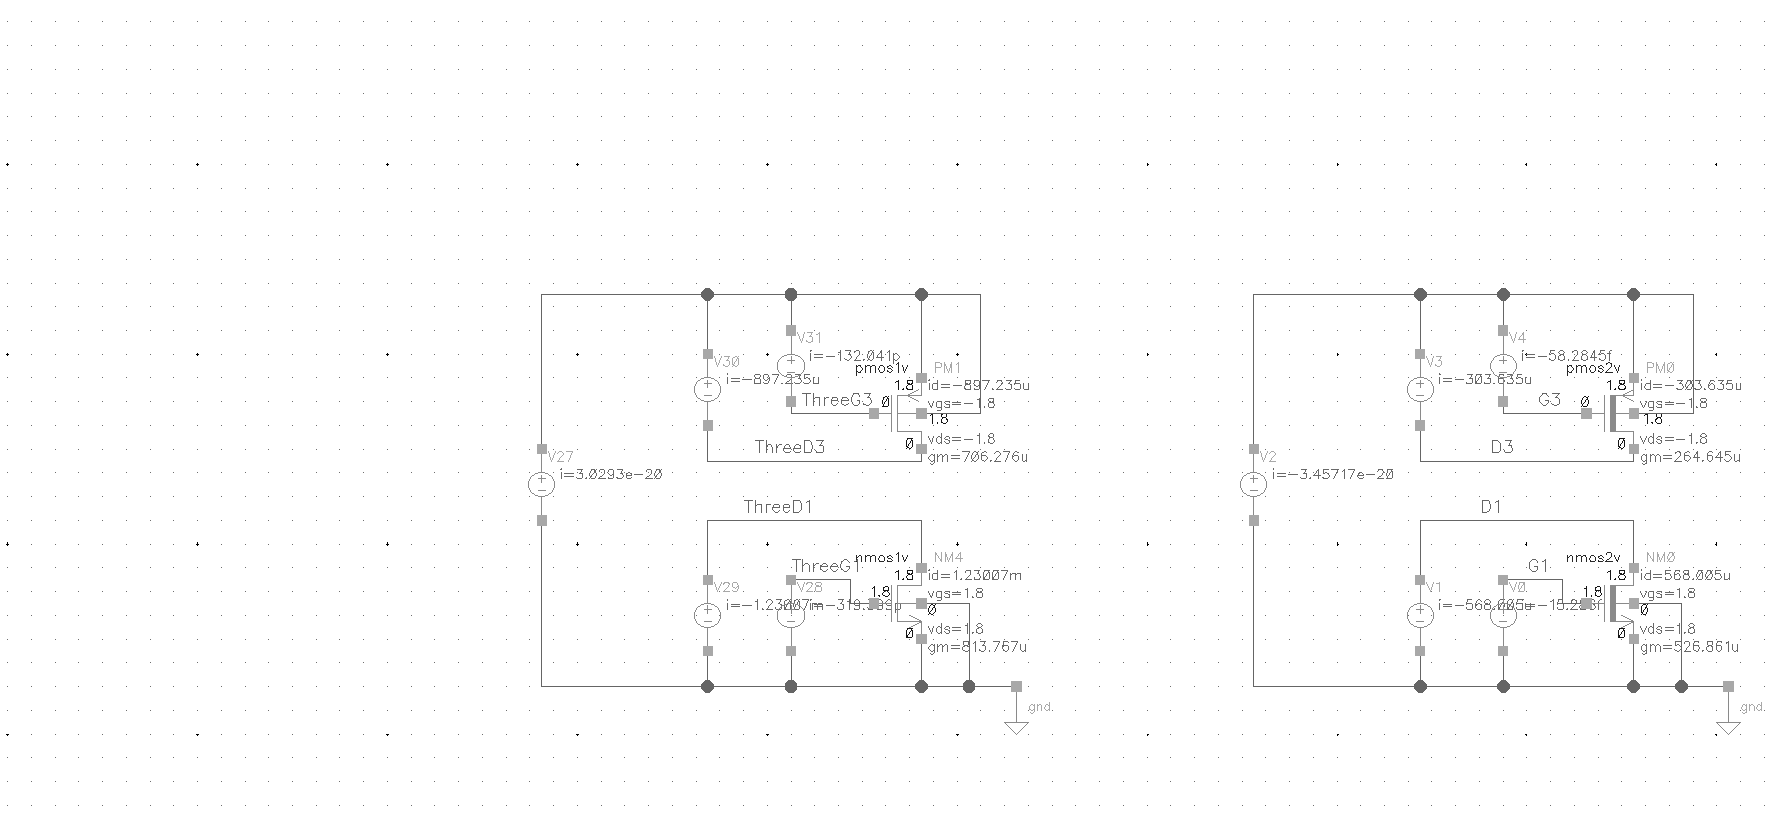 V31
i=-132.041p
V30
i=-897.235u
pmos1v
PM1
1.8
id=-897.235u
ThreeG3
0
vgs=-1.8
1.8
ThreeD3
0
vds=-1.8
gm=706.276u
V27
i=3.0293e-20
ThreeD1
nmos1v
NM4
ThreeG1
1.8
id=1.23007m
V29
V28
1.8
vgs=1.8
i=-1.23007m
0
0
vds=1.8
gm=813.767u
gnd
V4
i=-58.2845f
V3
i=-303.635u
pmos2v
PM0
1.8
id=-303.635u
G3
0
vgs=-1.8
1.8
D3
0
vds=-1.8
gm=264.645u
V2
i=-3.45717e-20
D1
nmos2v
NM0
G1
1.8
id=568.005u
V1
V0
1.8
vgs=1.8
i=-568.005u
0
0
vds=1.8
gm=526.861u
gnd